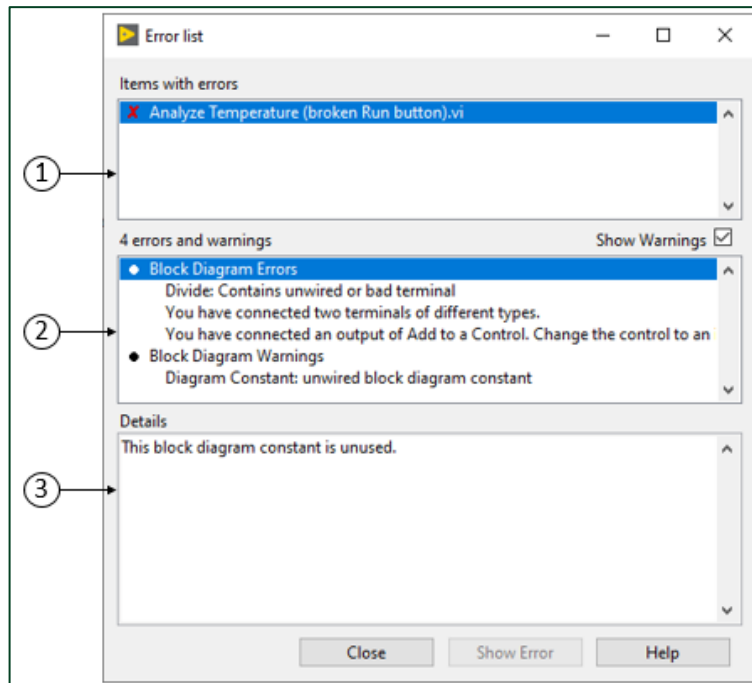 Error list
Items with errors
X Analyze Temperature (broken Run button).vi
1
4 errors and warnings Show Warnings
Block Diagram Errors
Divide: Contains unwired or bad terminal
You have connected two terminals of different types.
2
You have connected an output of Add to a Control. Change the control to an
Block Diagram Warnings
Diagram Constant: unwired block diagram constant
Details
This block diagram constant is unused.
3
Close Show Error Help